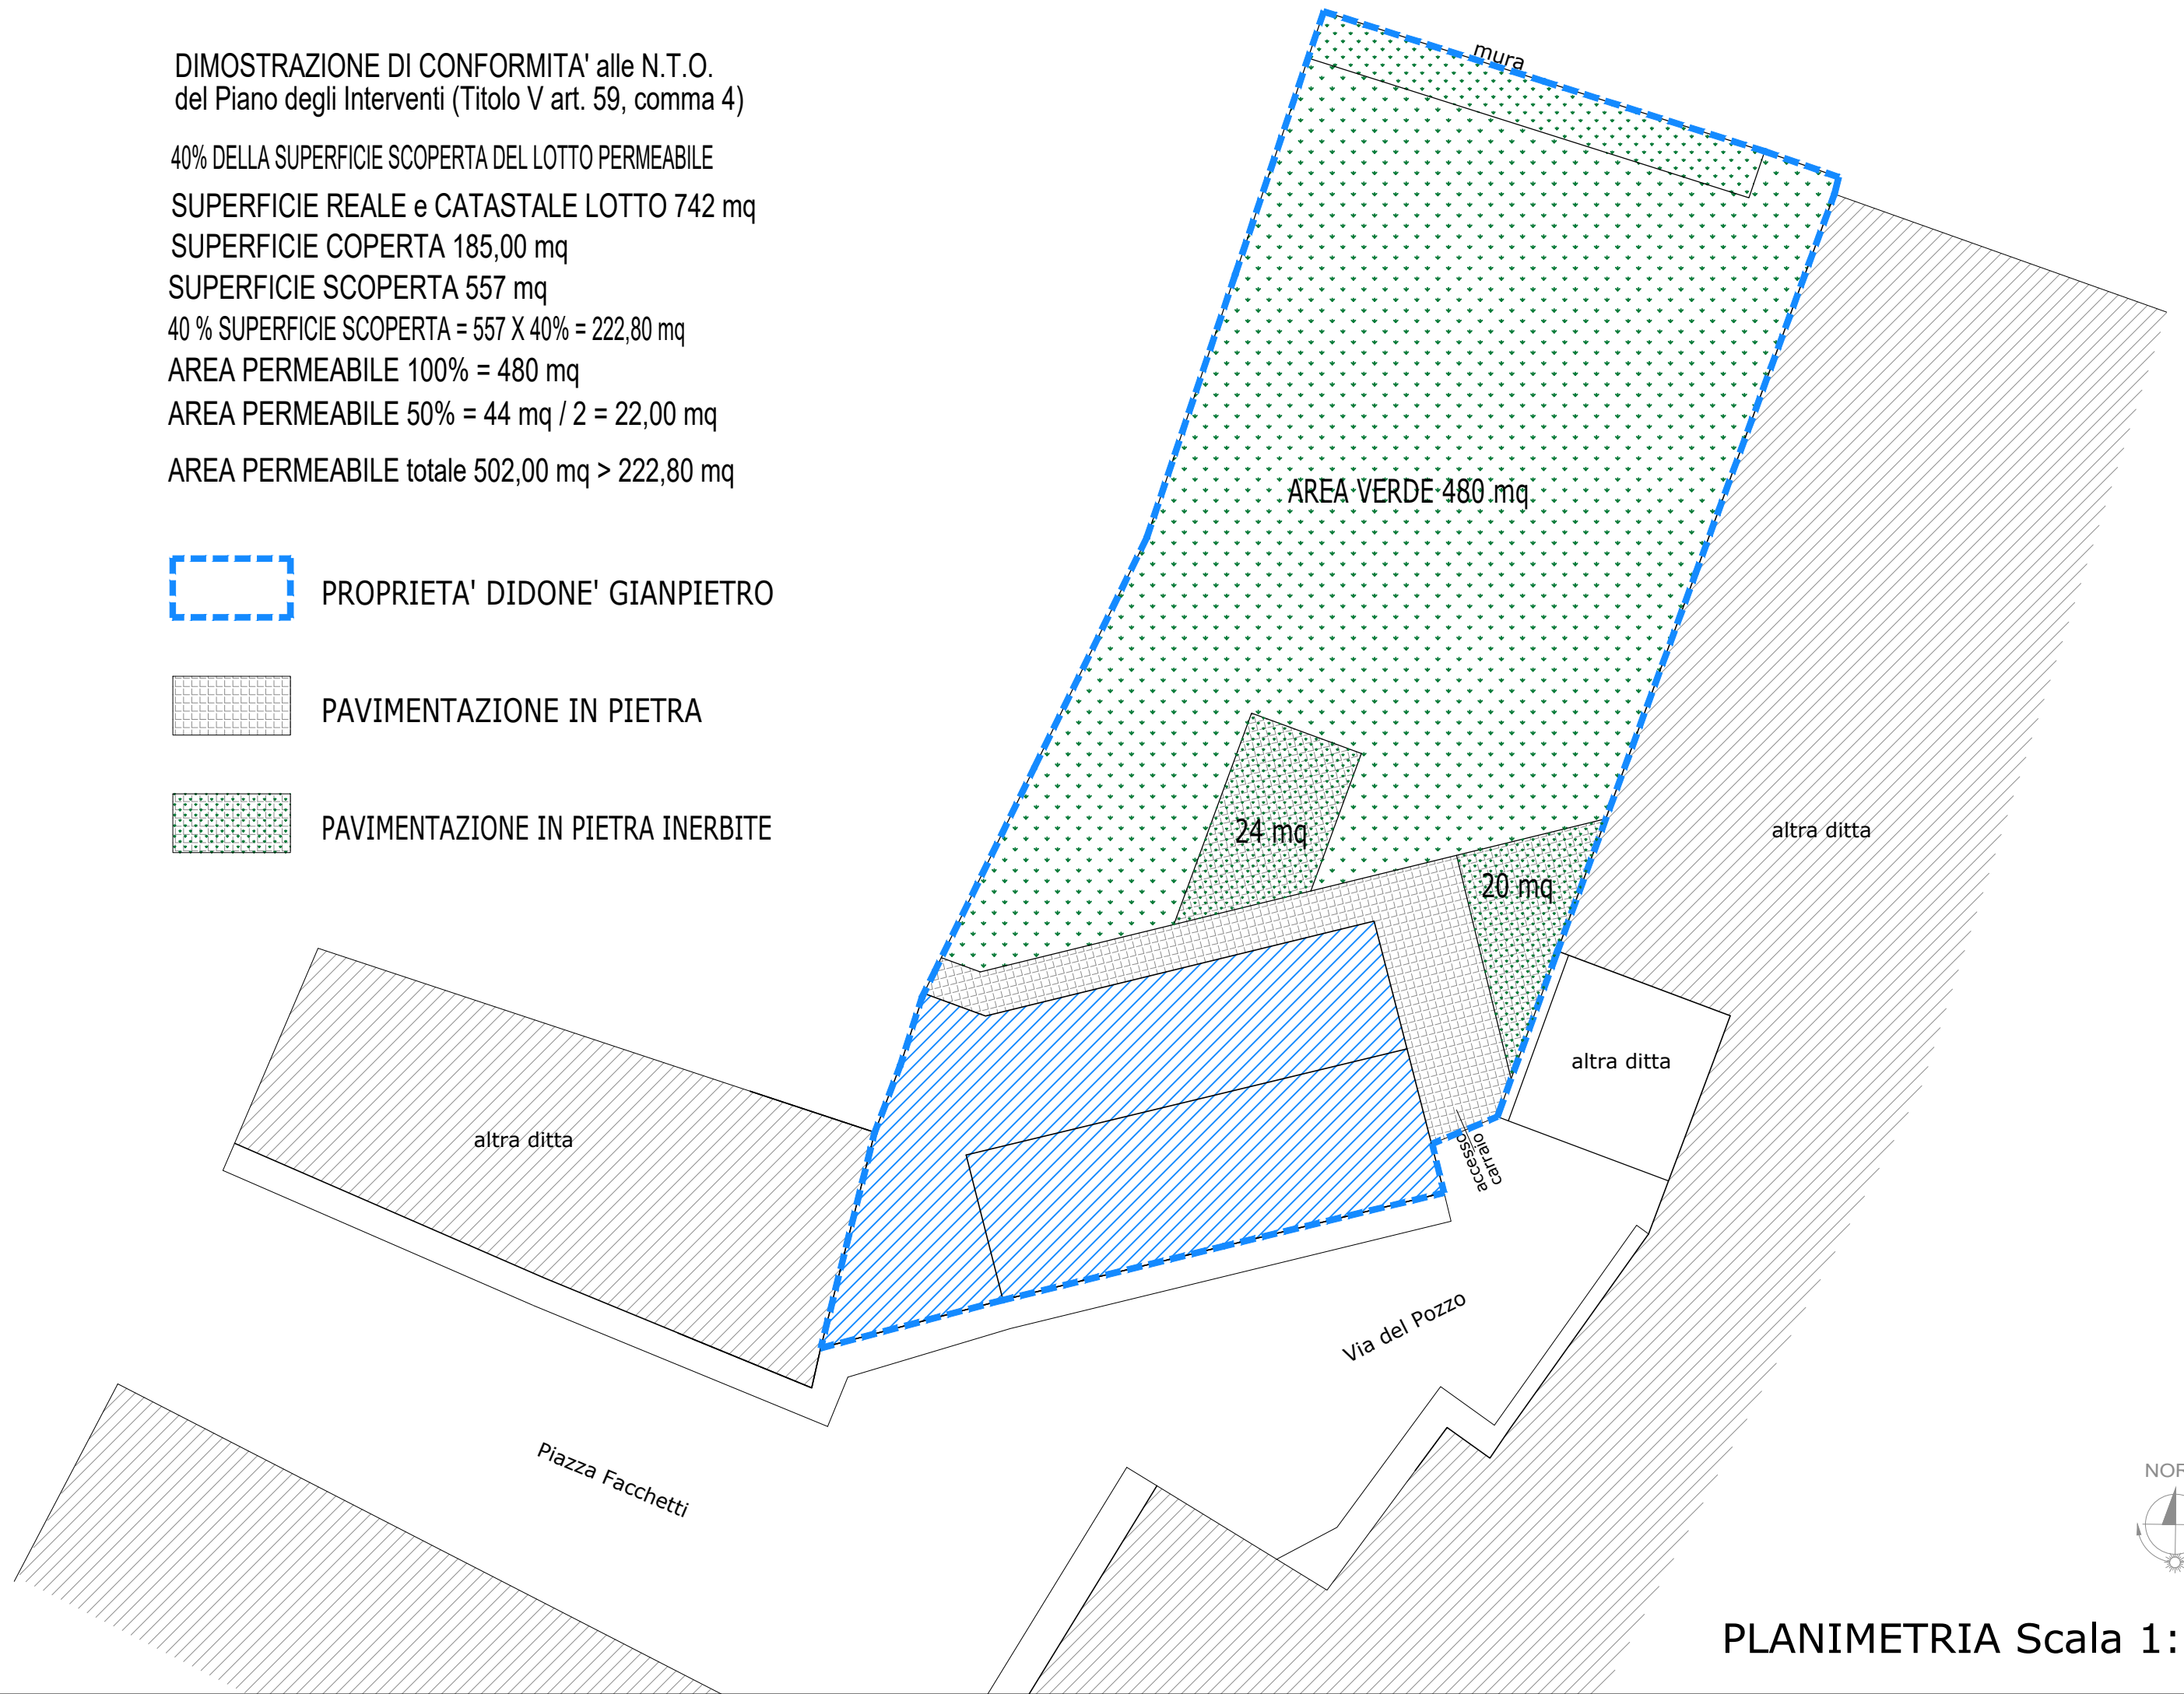 DIMOSTRAZIONE DI CONFORMITA' alle N.T.O.
del Piano degli Interventi (Titolo V art. 59, comma 4)
40% DELLA SUPERFICIE SCOPERTA DEL LOTTO PERMEABILE
SUPERFICIE REALE e CATASTALE LOTTO 742 mq
SUPERFICIE COPERTA 185,00 mq
SUPERFICIE SCOPERTA 557 mq
40 % SUPERFICIE SCOPERTA = 557 X 40% = 222,80 mq
AREA PERMEABILE 100% = 480 mq
AREA PERMEABILE 50% = 44 mq / 2 = 22,00 mq
AREA PERMEABILE totale 502,00 mq > 222,80 mq
PROPRIETA' DIDONE' GIANPIETRO
PAVIMENTAZIONE IN PIETRA
PAVIMENTAZIONE IN PIETRA INERBITE
mura
AREA VERDE 480 mq
24 mq
20 mq
altra ditta
altra ditta
altra ditta
accesso
carraio
Via del Pozzo
Piazza Facchetti
NOR
PLANIMETRIA Scala 1: